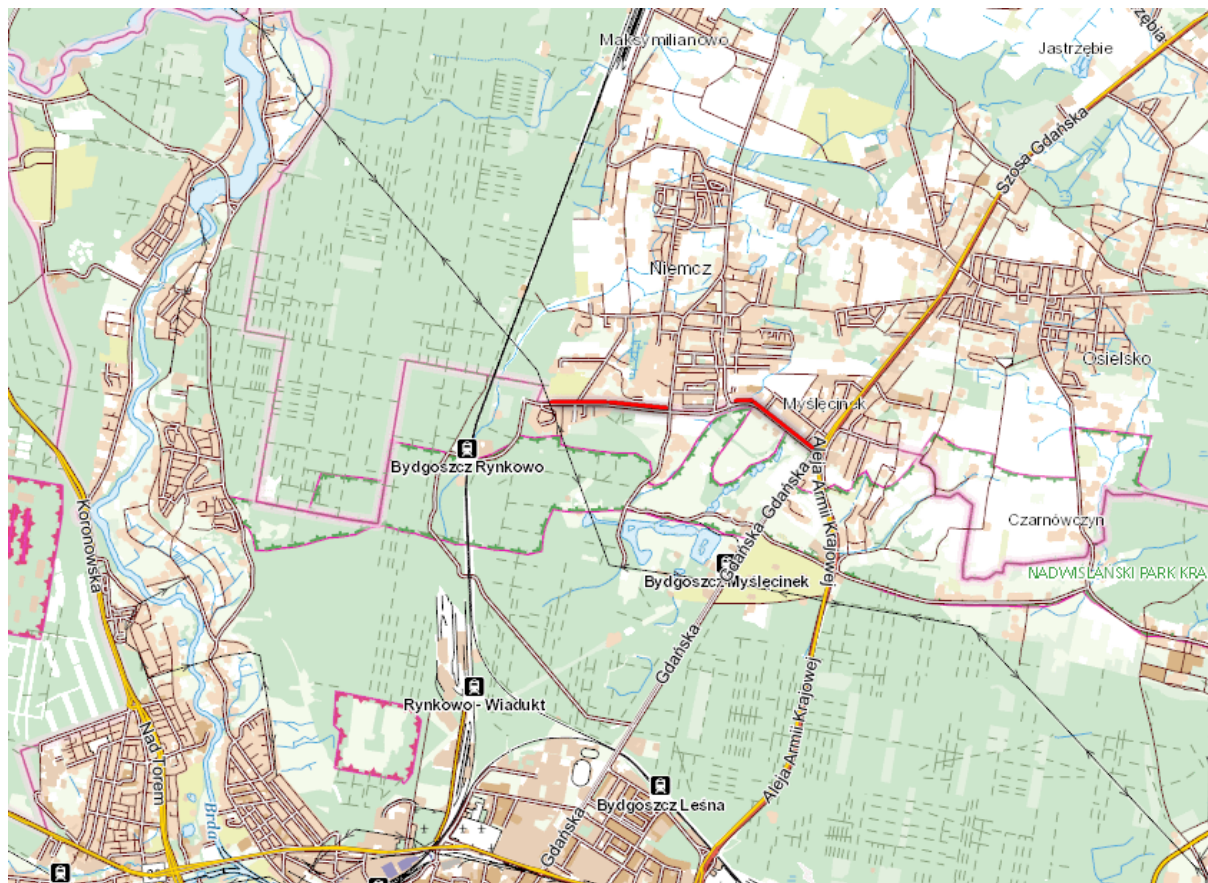 Maksymilianowo
Jastrzębie
Szosa Gdańska
Niemcz
Osielsko
Myślęcinek
Bydgoszcz Rynkowo
Aleja Armii Krajowej
Gdańska
Gdańska
Koronowska
Czarnówczyn
Bydgoszcz Myślęcinek
NADWIŚLAŃSKI PARK KRA
Gdańska
Aleja Armii Krajowej
Rynkowo - Wiadukt
Nad Torem
Brda
Bydgoszcz Leśna
Gdańska